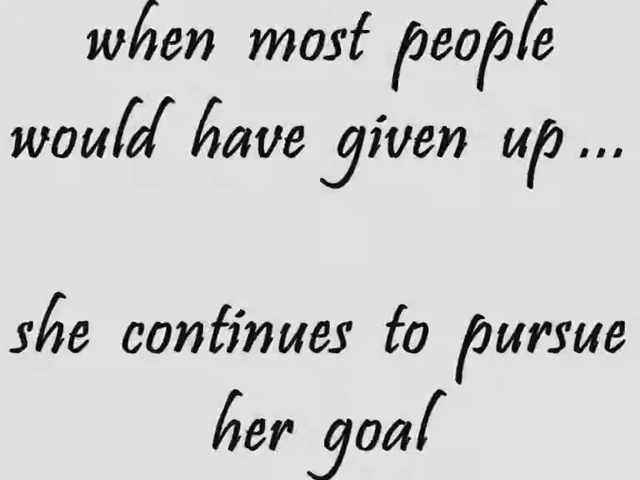 when most people
would have given up...
she continues to pursue
her goal